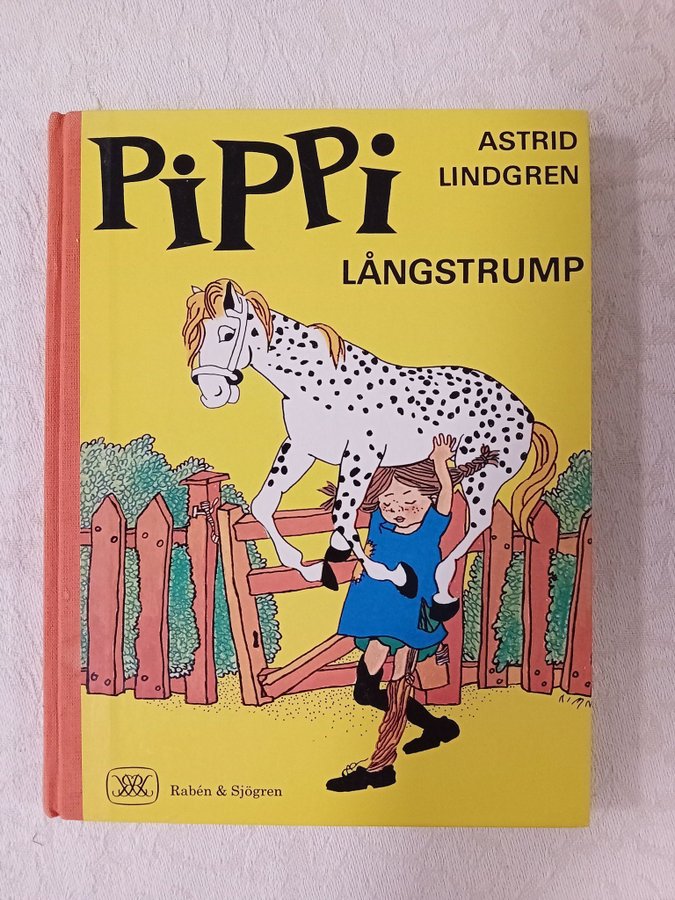 PiPPi
ASTRID
LINDGREN
LÅNGSTRUMP
Rabén & Sjögren